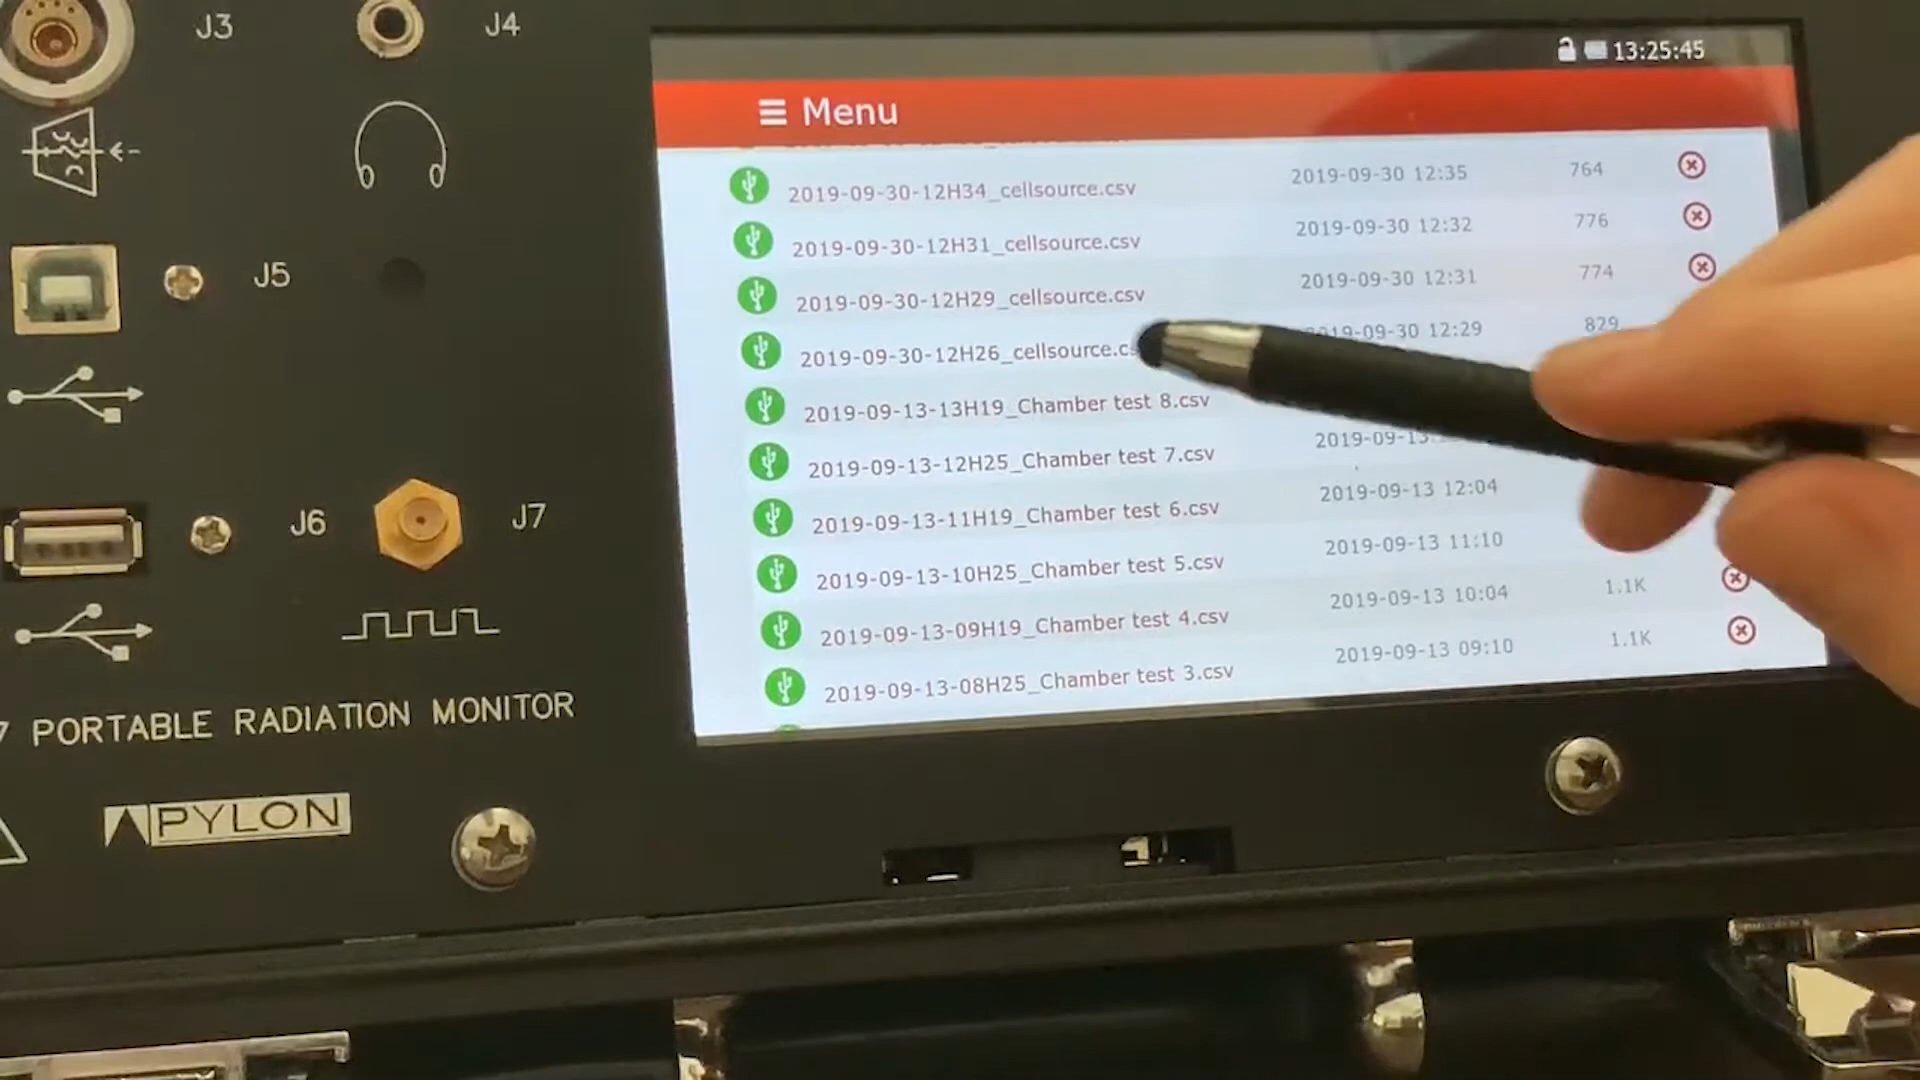 J3
J4
13:25:45
Menu
2019-09-30-12H34_cellsource.csv 2019-09-30 12:35 764
2019-09-30-12H31_cellsource.csv 2019-09-30 12:32 776
2019-09-30-12H29_cellsource.csv 2019-09-30 12:31 774
J5
2019-09-30-12H26_cellsource.c 2019-09-30 12:29 829
2019-09-13-13H19_Chamber test 8.csv
2019-09-13-12H25_Chamber test 7.csv 2019-09-13
2019-09-13-11H19_Chamber test 6.csv 2019-09-13 12:04
J6
J7
2019-09-13-10H25_Chamber test 5.csv 2019-09-13 11:10
2019-09-13-09H19_Chamber test 4.csv 2019-09-13 10:04 1.1K
2019-09-13-08H25_Chamber test 3.csv 2019-09-13 09:10 1.1K
7 PORTABLE RADIATION MONITOR
PYLON